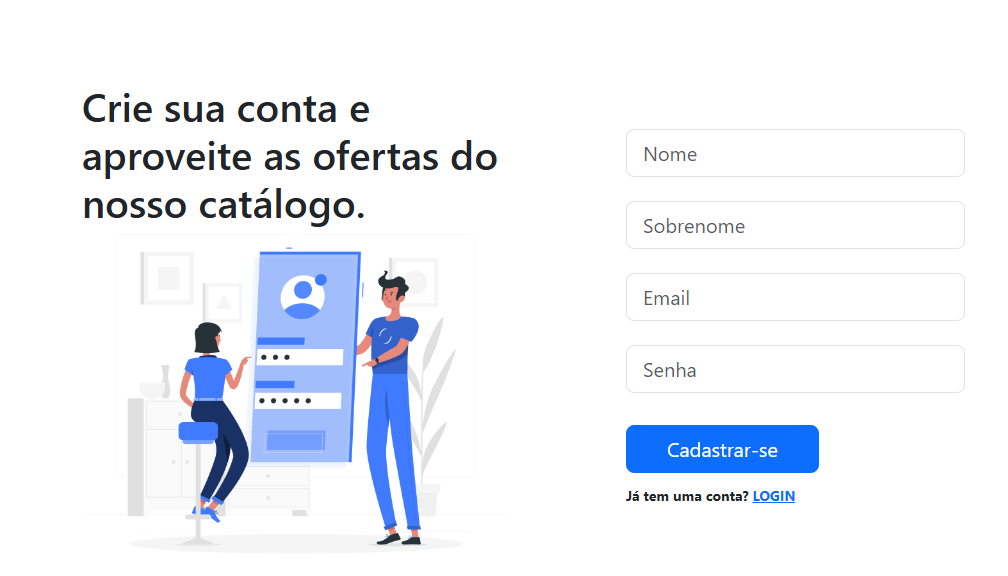 Crie sua conta e
aproveite as ofertas do
nosso catálogo.
Nome
Sobrenome
Email
Senha
Cadastrar-se
Já tem uma conta? LOGIN